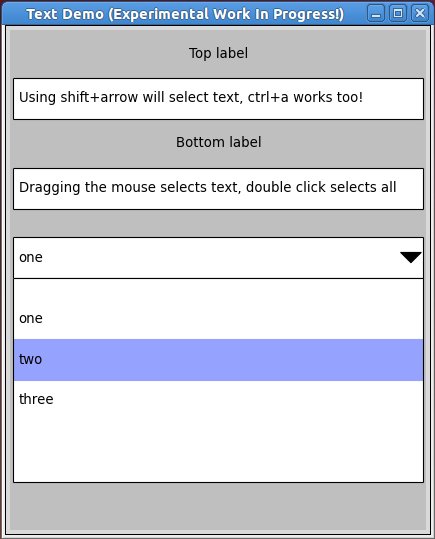 Text Demo (Experimental Work In Progress!)
Top label
Using shift+arrow will select text, ctrl+a works too!
Bottom label
Dragging the mouse selects text, double click selects all
one
one
two
three